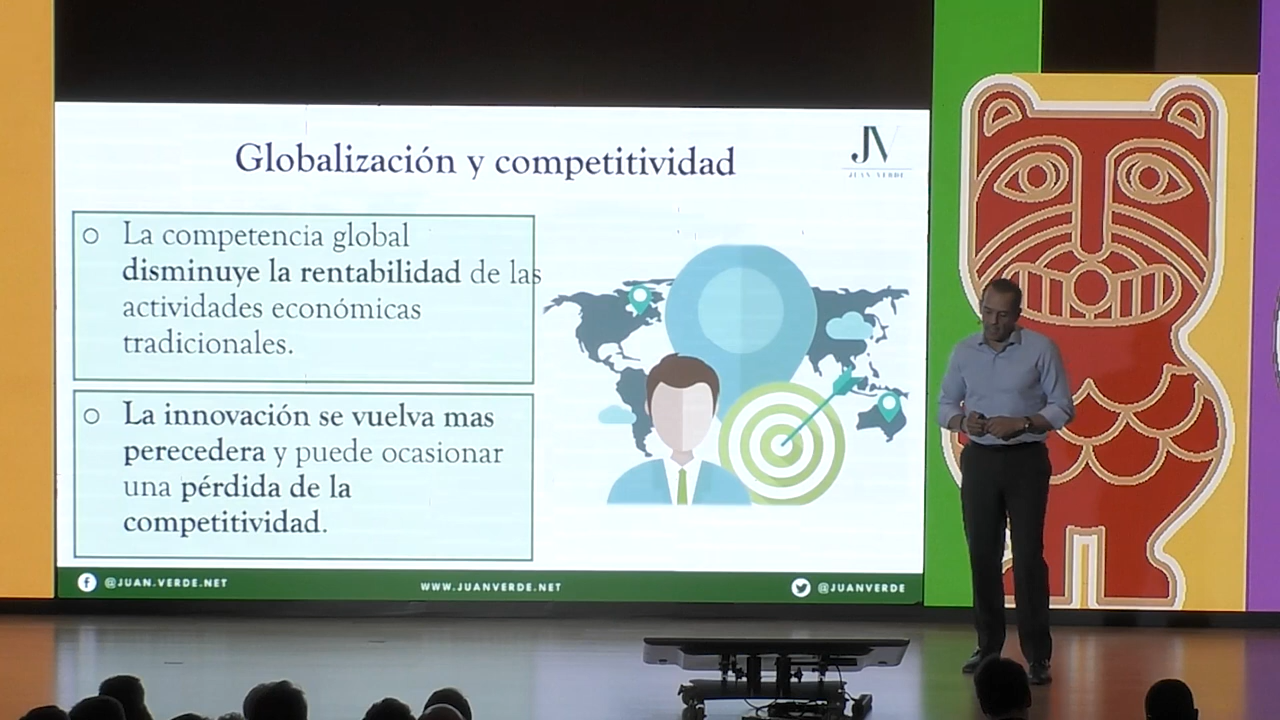 Globalización y competitividad
JV
JUAN VERDE
La competencia global
disminuye la rentabilidad de las
actividades económicas
tradicionales.
La innovación se vuelva mas
perecedera y puede ocasionar
una pérdida de la
competitividad.
@JUAN.VERDE.NET
WWW.JUANVERDE.NET
@JUANVERDE